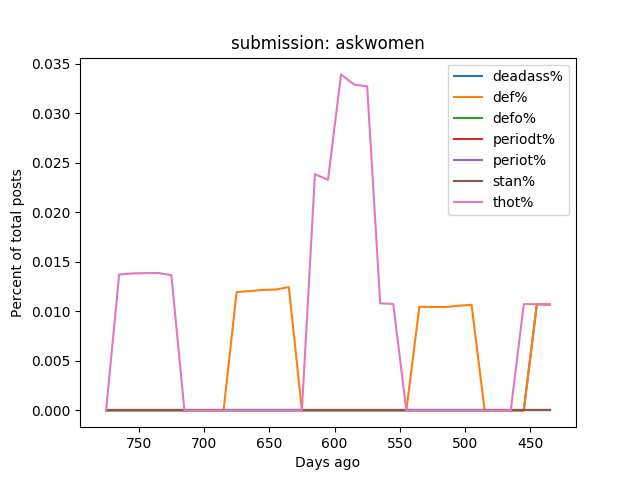 submission: askwomen
Percent of total posts
0.035
0.030
0.025
0.020
0.015
0.010
0.005
0.000
deadass%
def%
defo%
periodt%
periot%
stan%
thot%
750 700 650 600 550 500 450
Days ago